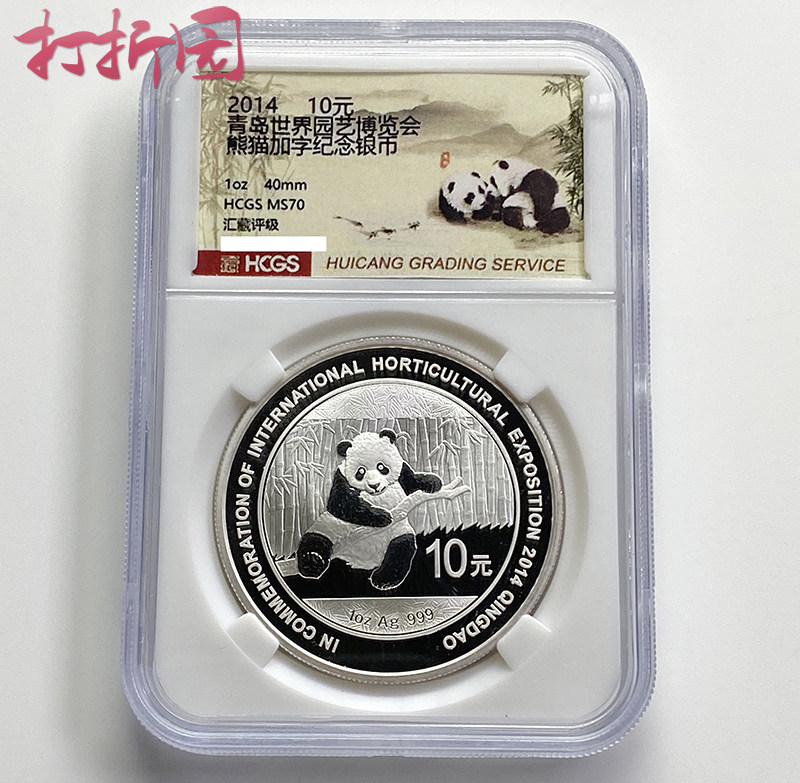 打折园
2014 10元
青岛世界园艺博览会
熊猫加字纪念银币
1oz 40mm
HCGS MS70
汇藏评级
HCGS HUICANG GRADING SERVICE
IN COMMEMORATION OF INTERNATIONAL HORTICULTURAL EXPOSITION 2014 QINGDAO
10元
1oz Ag 999